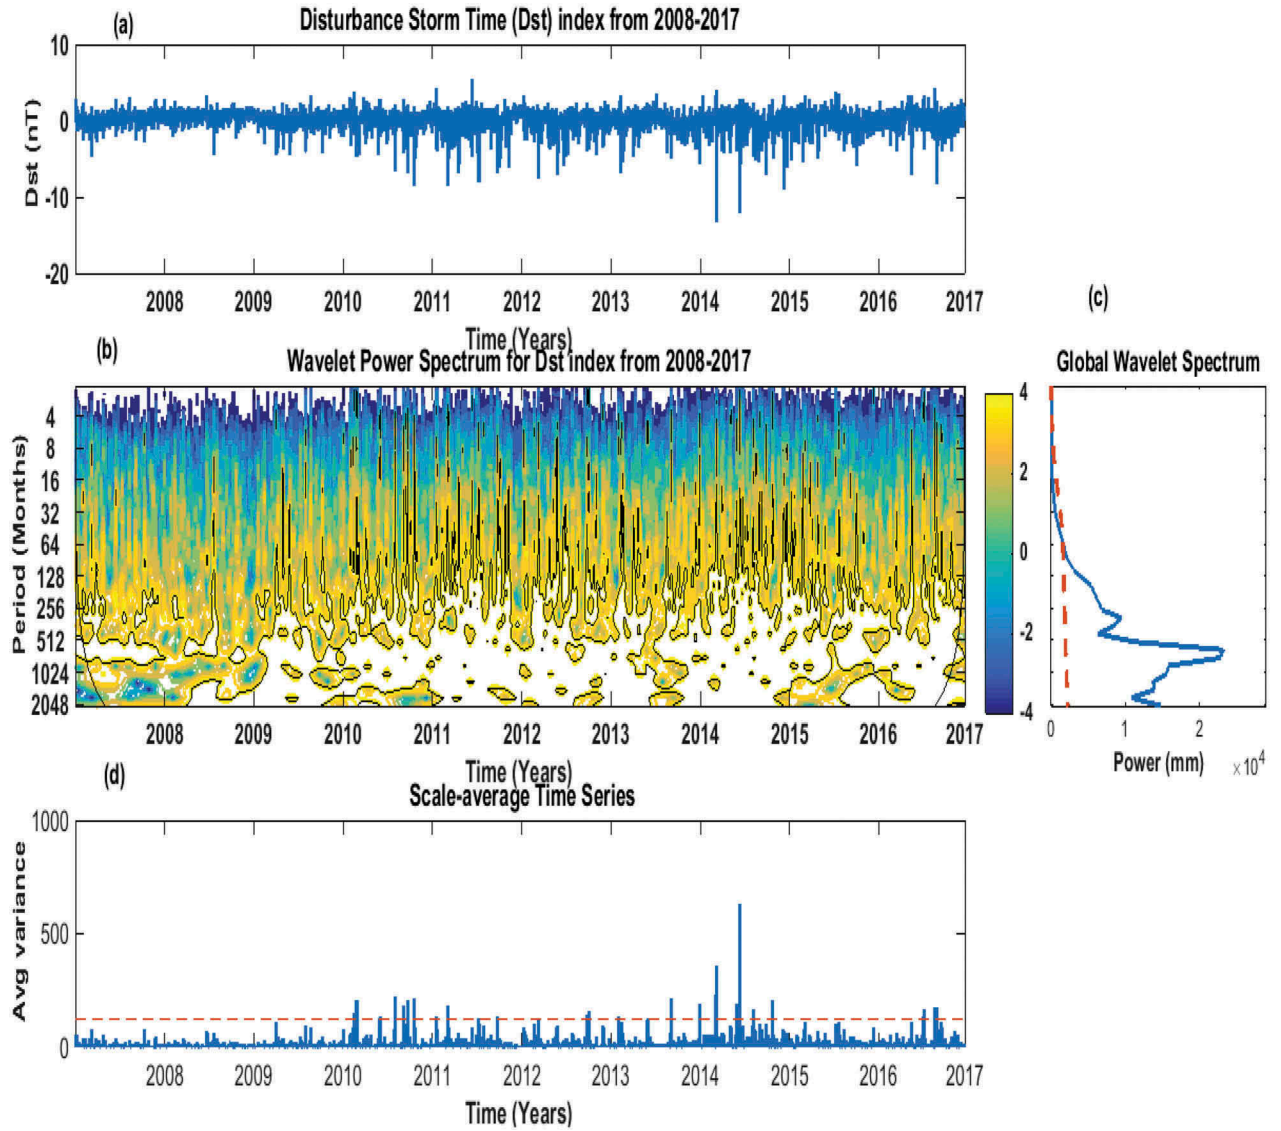 (a)
Disturbance Storm Time (Dst) index from 2008-2017
10
0
-10
-20
Dst (nT)
2008 2009 2010 2011 2012 2013 2014 2015 2016 2017
Time (Years)
(b)
Wavelet Power Spectrum for Dst index from 2008-2017
Period (Months)
4
8
16
32
64
128
256
512
1024
2048
2008 2009 2010 2011 2012 2013 2014 2015 2016 2017
Time (Years)
4
2
0
-2
-4
(c)
Global Wavelet Spectrum
0 1 2
Power (mm) ×10⁴
(d)
Scale-average Time Series
1000
500
0
Avg variance
2008 2009 2010 2011 2012 2013 2014 2015 2016 2017
Time (Years)